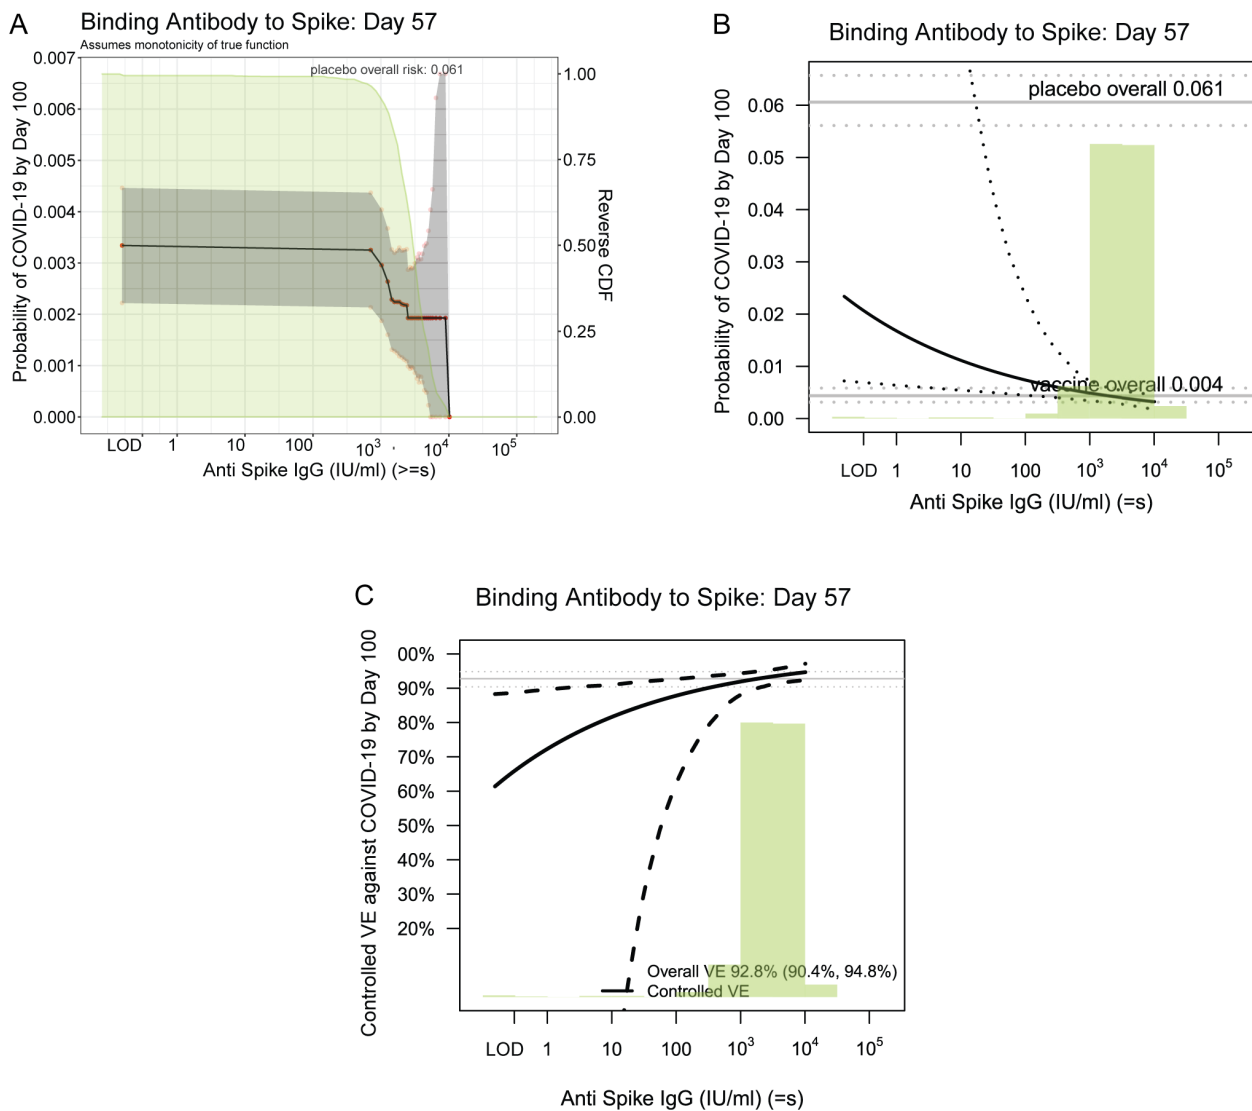 A
Binding Antibody to Spike: Day 57
Assumes monotonicity of true function
placebo overall risk: 0.061
Probability of COVID-19 by Day 100
0.007
0.006
0.005
0.004
0.003
0.002
0.001
0.000
1.00
0.75
0.50
0.25
0.00
Reverse CDF
LOD 1 10 100 10³ 10⁴ 10⁵
Anti Spike IgG (IU/ml) (>=s)
B
Binding Antibody to Spike: Day 57
Probability of COVID-19 by Day 100
0.06
0.05
0.04
0.03
0.02
0.01
0.00
placebo overall 0.061
vaccine overall 0.004
LOD 1 10 100 10³ 10⁴ 10⁵
Anti Spike IgG (IU/ml) (=s)
C
Binding Antibody to Spike: Day 57
Controlled VE against COVID-19 by Day 100
00%
90%
80%
70%
60%
50%
40%
30%
20%
Overall VE 92.8% (90.4%, 94.8%)
Controlled VE
LOD 1 10 100 10³ 10⁴ 10⁵
Anti Spike IgG (IU/ml) (=s)